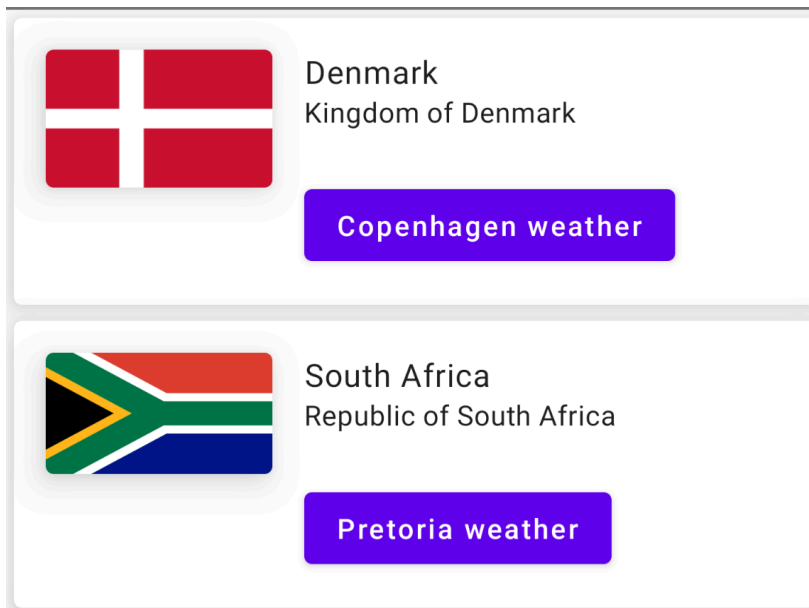 Denmark
Kingdom of Denmark
Copenhagen weather
South Africa
Republic of South Africa
Pretoria weather